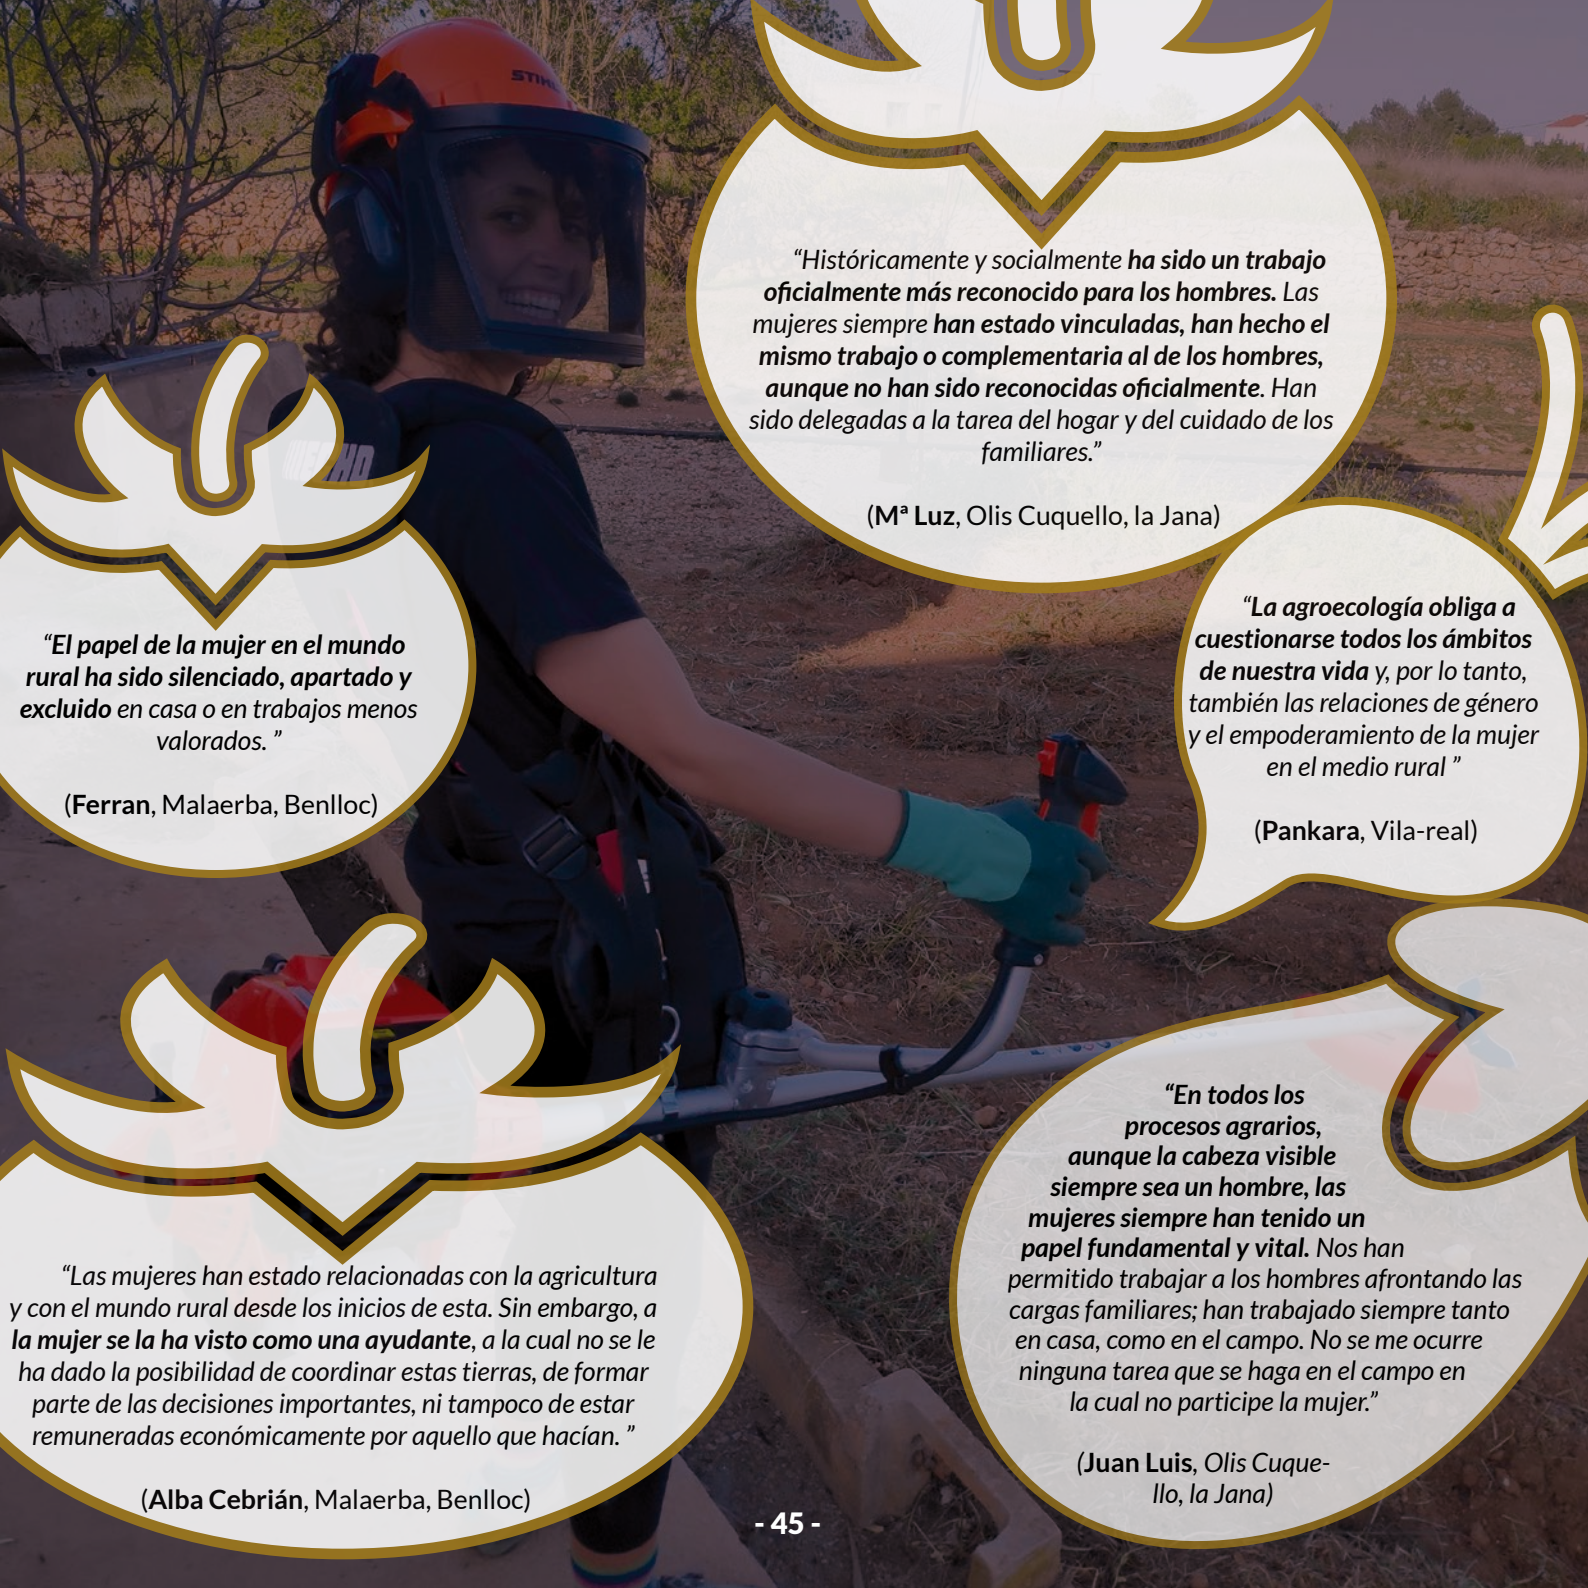 STIHL
“Históricamente y socialmente ha sido un trabajo
oficialmente más reconocido para los hombres. Las
mujeres siempre han estado vinculadas, han hecho el
mismo trabajo o complementaria al de los hombres,
aunque no han sido reconocidas oficialmente. Han
sido delegadas a la tarea del hogar y del cuidado de los
familiares.”
(Mª Luz, Olis Cuquello, la Jana)
“El papel de la mujer en el mundo
rural ha sido silenciado, apartado y
excluido en casa o en trabajos menos
valorados. ”
(Ferran, Malaerba, Benlloc)
“La agroecología obliga a
cuestionarse todos los ámbitos
de nuestra vida y, por lo tanto,
también las relaciones de género
y el empoderamiento de la mujer
en el medio rural ”
(Pankara, Vila-real)
“Las mujeres han estado relacionadas con la agricultura
y con el mundo rural desde los inicios de esta. Sin embargo, a
la mujer se la ha visto como una ayudante, a la cual no se le
ha dado la posibilidad de coordinar estas tierras, de formar
parte de las decisiones importantes, ni tampoco de estar
remuneradas económicamente por aquello que hacían. ”
(Alba Cebrián, Malaerba, Benlloc)
“En todos los
procesos agrarios,
aunque la cabeza visible
siempre sea un hombre, las
mujeres siempre han tenido un
papel fundamental y vital. Nos han
permitido trabajar a los hombres afrontando las
cargas familiares; han trabajado siempre tanto
en casa, como en el campo. No se me ocurre
ninguna tarea que se haga en el campo en
la cual no participe la mujer.”
(Juan Luis, Olis Cuque-
llo, la Jana)
- 45 -